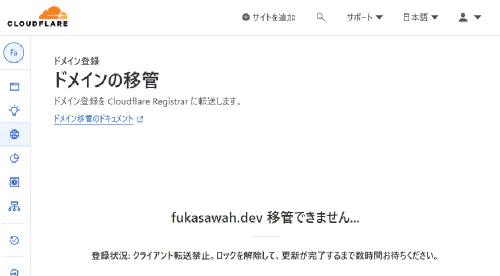 CLOUDFLARE
サイトを追加
サポート
日本語
Fa
ドメイン登録
ドメインの移管
ドメイン登録を Cloudflare Registrar に転送します。
ドメイン移管のドキュメント
fukasawah.dev 移管できません...
登録状況: クライアント転送禁止。ロックを解除して、更新が完了するまで数時間お待ちください。